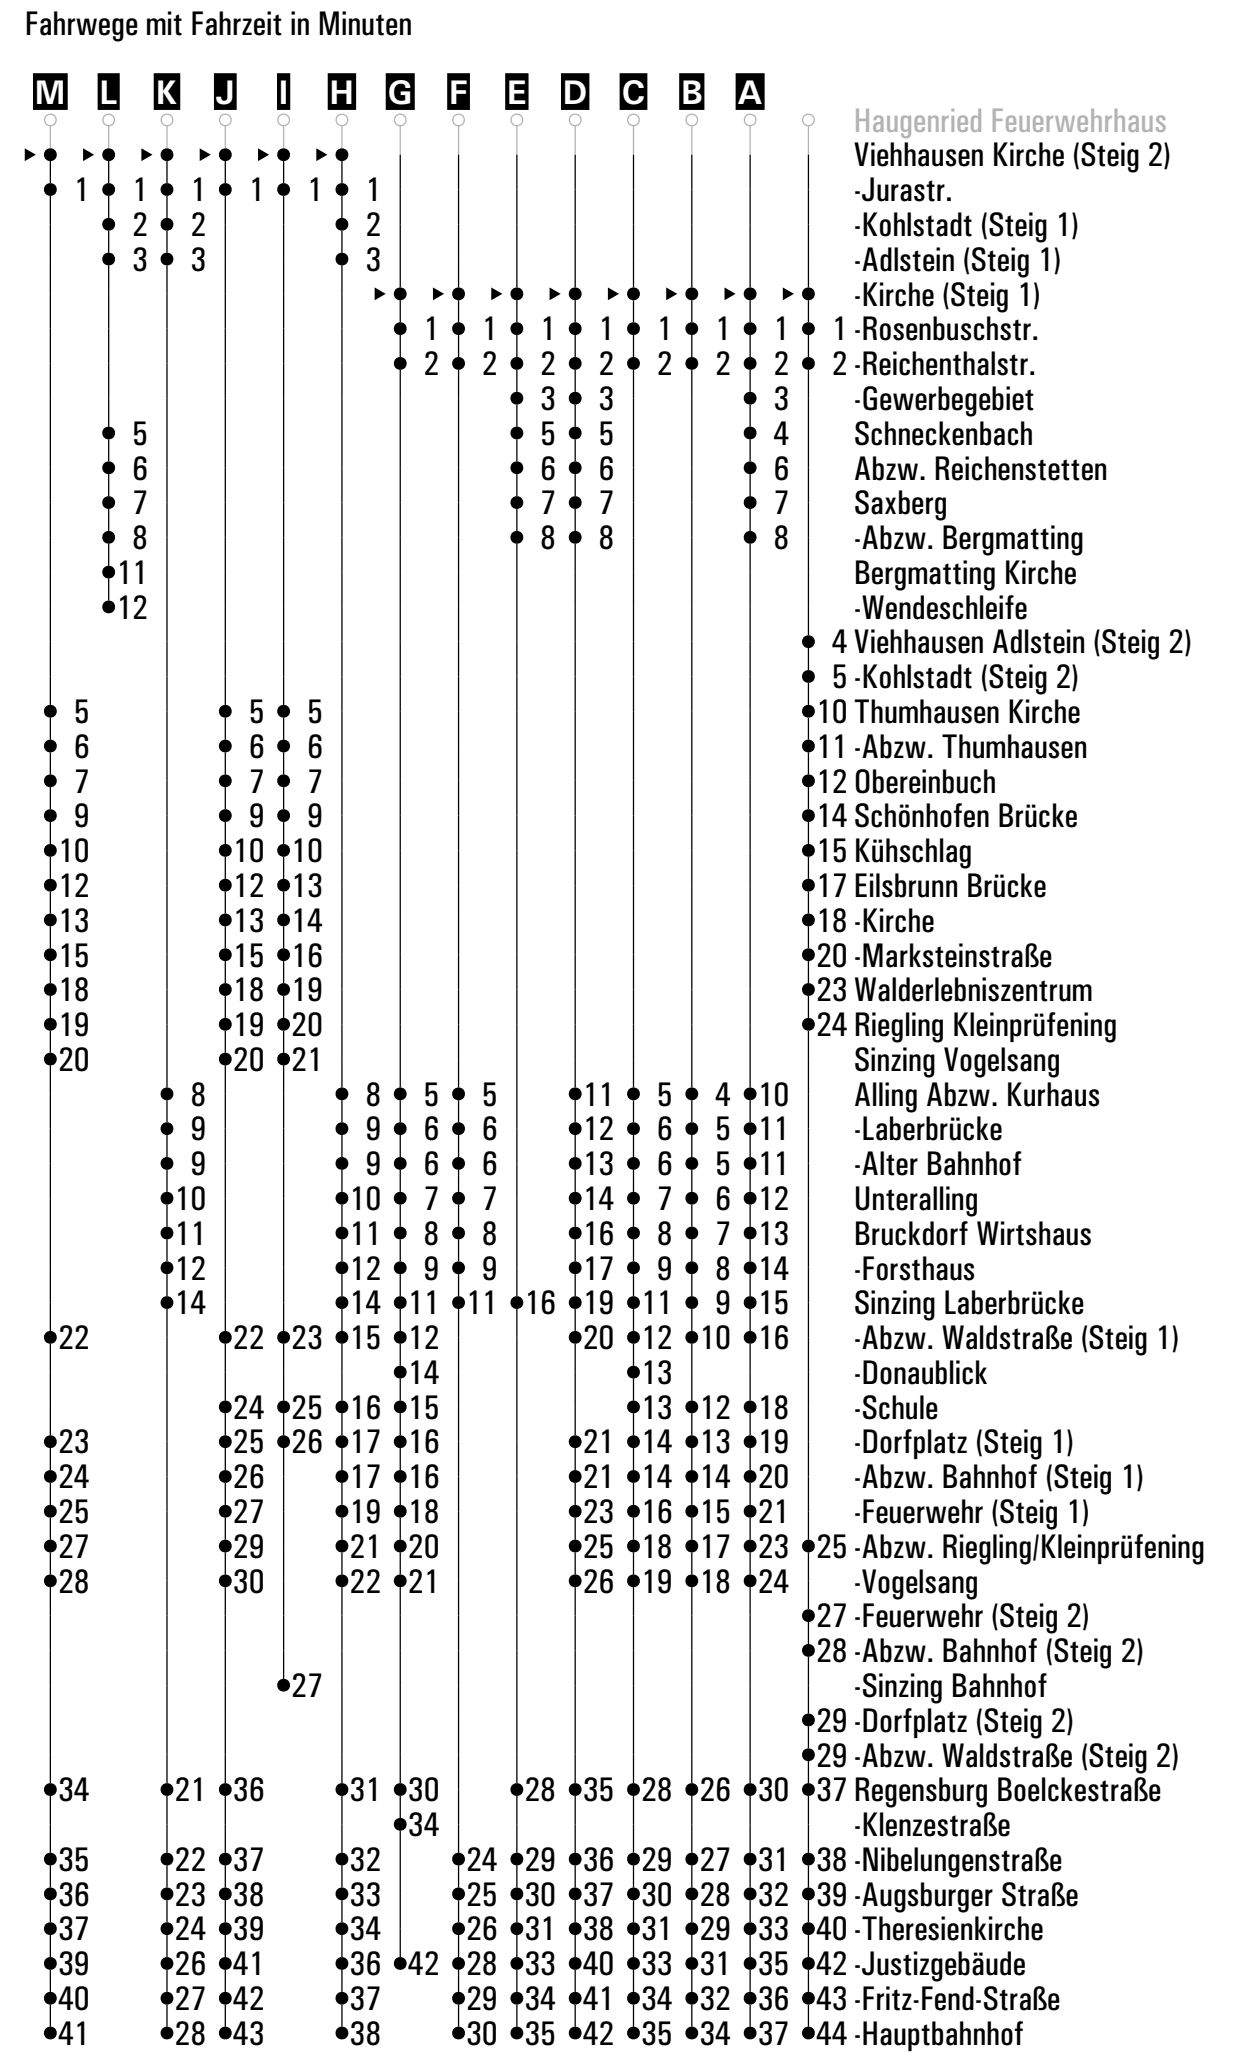 Fahrwege mit Fahrzeit in Minuten
M L K J I H G F E D C B A
Haugenried Feuerwehrhaus
Viehhausen Kirche (Steig 2)
1 1 1 1 1 1 -Jurastr.
2 2 2 -Kohlstadt (Steig 1)
3 3 3 -Adlstein (Steig 1)
-Kirche (Steig 1)
1 1 1 1 1 1 1 1 -Rosenbuschstr.
2 2 2 2 2 2 2 2 -Reichenthalstr.
3 3 3 -Gewerbegebiet
5 5 5 4 Schneckenbach
6 6 6 6 Abzw. Reichenstetten
7 7 7 7 Saxberg
8 8 8 8 -Abzw. Bergmatting
11 Bergmatting Kirche
12 -Wendeschleife
4 Viehhausen Adlstein (Steig 2)
5 -Kohlstadt (Steig 2)
5 5 5 10 Thumhausen Kirche
6 6 6 11 -Abzw. Thumhausen
7 7 7 12 Obereinbuch
9 9 9 14 Schönhofen Brücke
10 10 10 15 Kühschlag
12 12 13 17 Eilsbrunn Brücke
13 13 14 18 -Kirche
15 15 16 20 -Marksteinstraße
18 18 19 23 Walderlebniszentrum
19 19 20 24 Riegling Kleinprüfening
20 20 21 Sinzing Vogelsang
8 8 5 5 11 5 4 10 Alling Abzw. Kurhaus
9 9 6 6 12 6 5 11 -Laberbrücke
9 9 6 6 13 6 5 11 -Alter Bahnhof
10 10 7 7 14 7 6 12 Unteralling
11 11 8 8 16 8 7 13 Bruckdorf Wirtshaus
12 12 9 9 17 9 8 14 -Forsthaus
14 14 11 11 16 19 11 9 15 Sinzing Laberbrücke
22 22 23 15 12 20 12 10 16 -Abzw. Waldstraße (Steig 1)
14 13 -Donaublick
24 25 16 15 13 12 18 -Schule
23 25 26 17 16 21 14 13 19 -Dorfplatz (Steig 1)
24 26 17 16 21 14 14 20 -Abzw. Bahnhof (Steig 1)
25 27 19 18 23 16 15 21 -Feuerwehr (Steig 1)
27 29 21 20 25 18 17 23 25 -Abzw. Riegling/Kleinprüfening
28 30 22 21 26 19 18 24 -Vogelsang
27 -Feuerwehr (Steig 2)
28 -Abzw. Bahnhof (Steig 2)
27 -Sinzing Bahnhof
29 -Dorfplatz (Steig 2)
29 -Abzw. Waldstraße (Steig 2)
34 21 36 31 30 28 35 28 26 30 37 Regensburg Boelckestraße
34 -Klenzestraße
35 22 37 32 24 29 36 29 27 31 38 -Nibelungenstraße
36 23 38 33 25 30 37 30 28 32 39 -Augsburger Straße
37 24 39 34 26 31 38 31 29 33 40 -Theresienkirche
39 26 41 36 42 28 33 40 33 31 35 42 -Justizgebäude
40 27 42 37 29 34 41 34 32 36 43 -Fritz-Fend-Straße
41 28 43 38 30 35 42 35 34 37 44 -Hauptbahnhof